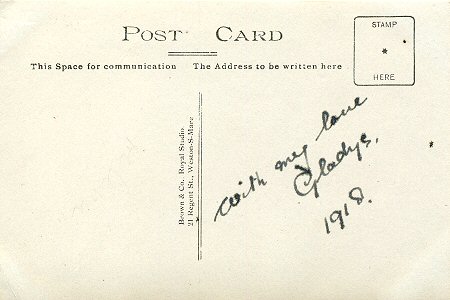 POST CARD
STAMP
*
HERE
This Space for communication
The Address to be written here
Brown & Co. Royal Studio.
21 Regent St., Weston-S-Mare
with my love
Gladys.
1918.